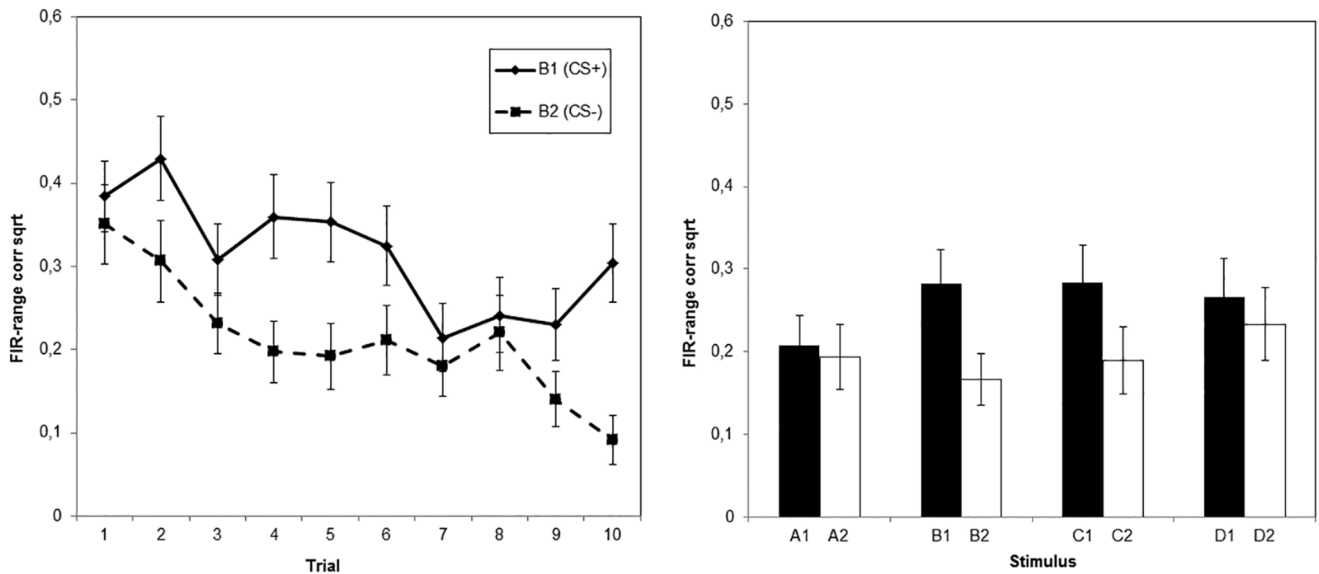 0,6
0,5
0,4
0,3
0,2
0,1
0
FIR-range corr sqrt
B1 (CS+)
B2 (CS-)
1 2 3 4 5 6 7 8 9 10
Trial
0,6
0,5
0,4
0,3
0,2
0,1
0
FIR-range corr sqrt
A1 A2 B1 B2 C1 C2 D1 D2
Stimulus